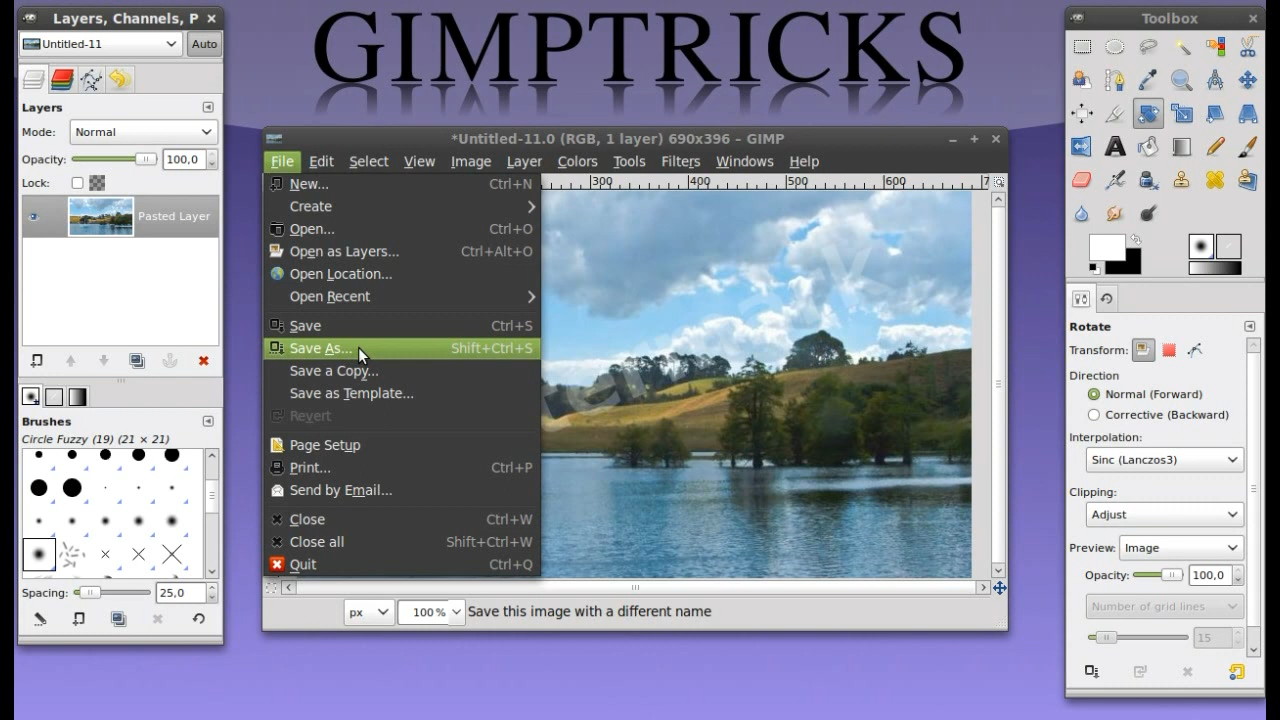 GIMPTRICKS
Layers, Channels, P
Untitled-11
Auto
Layers
Mode: Normal
Opacity: 100,0
Lock:
Pasted Layer
Brushes
Circle Fuzzy (19) (21 × 21)
Spacing: 25,0
*Untitled-11.0 (RGB, 1 layer) 690x396 – GIMP
File Edit Select View Image Layer Colors Tools Filters Windows Help
300 400 500 600 7
New... Ctrl+N
Create
Open... Ctrl+O
Open as Layers... Ctrl+Alt+O
Open Location...
Open Recent
Save Ctrl+S
Save As... Shift+Ctrl+S
Save a Copy...
Save as Template...
Revert
Page Setup
Print... Ctrl+P
Send by Email...
Close Ctrl+W
Close all Shift+Ctrl+W
Quit Ctrl+Q
px 100 % Save this image with a different name
Toolbox
Rotate
Transform:
Direction
Normal (Forward)
Corrective (Backward)
Interpolation:
Sinc (Lanczos3)
Clipping:
Adjust
Preview: Image
Opacity: 100,0
Number of grid lines
15